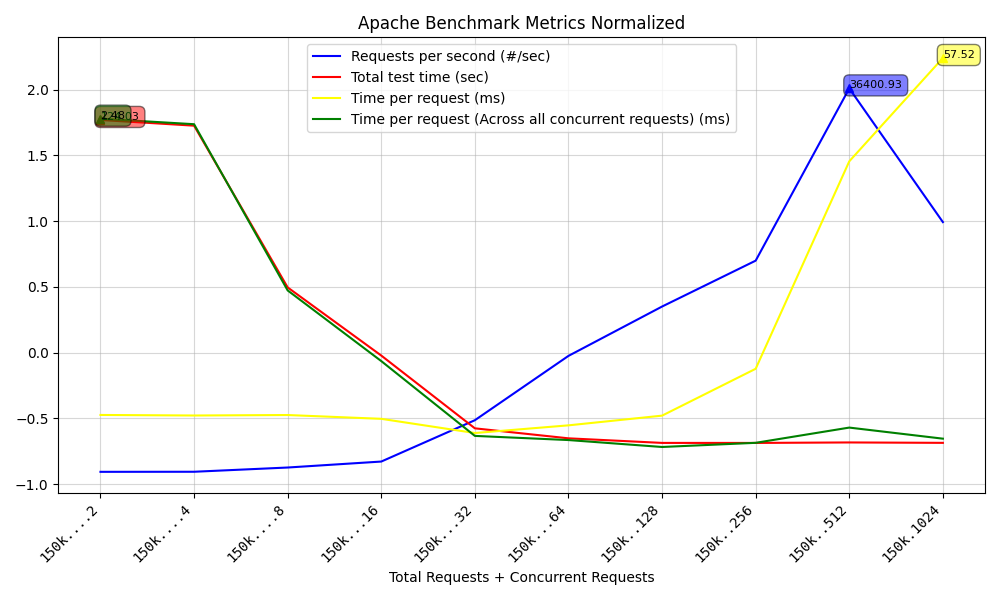 Apache Benchmark Metrics Normalized
57.52
36400.93
2.48
Requests per second (#/sec)
Total test time (sec)
Time per request (ms)
Time per request (Across all concurrent requests) (ms)
2.0
1.5
1.0
0.5
0.0
−0.5
−1.0
150k....2
150k....4
150k....8
150k...16
150k...32
150k...64
150k..128
150k..256
150k..512
150k.1024
Total Requests + Concurrent Requests